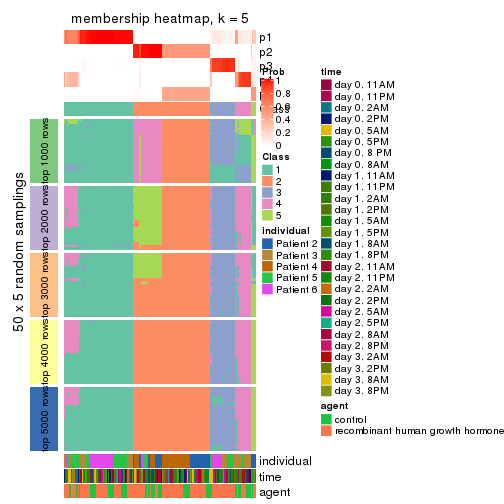 membership heatmap, k = 5
p1
p2
p3
50 x 5 random samplings
top 1000 rows
top 2000 rows
top 3000 rows
top 4000 rows
top 5000 rows
individual
time
agent
Prob
1
0.8
0.6
0.4
0.2
0
Class
1
2
3
4
5
individual
Patient 2
Patient 3
Patient 4
Patient 5
Patient 6
time
day 0. 11AM
day 0. 11PM
day 0. 2AM
day 0. 2PM
day 0. 5AM
day 0. 5PM
day 0. 8 PM
day 0. 8AM
day 1. 11AM
day 1. 11PM
day 1. 2AM
day 1. 2PM
day 1. 5AM
day 1. 5PM
day 1. 8AM
day 1. 8PM
day 2. 11AM
day 2. 11PM
day 2. 2AM
day 2. 2PM
day 2. 5AM
day 2. 5PM
day 2. 8AM
day 2. 8PM
day 3. 2AM
day 3. 2PM
day 3. 8AM
day 3. 8PM
agent
control
recombinant human growth hormone